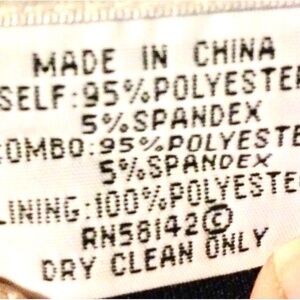 MADE IN CHINA
SELF:95%POLYESTE
5%SPANDEX
OMBO:95%POLYESTE
5%SPANDEX
LINING:100%POLYESTE
RN58142©
DRY CLEAN ONLY